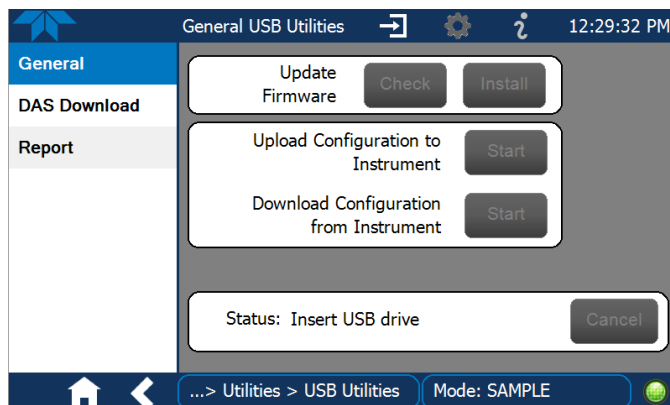 General USB Utilities
12:29:32 PM
General
DAS Download
Report
Update
Firmware
Check
Install
Upload Configuration to
Instrument
Start
Download Configuration
from Instrument
Start
Status: Insert USB drive
Cancel
...> Utilities > USB Utilities
Mode: SAMPLE